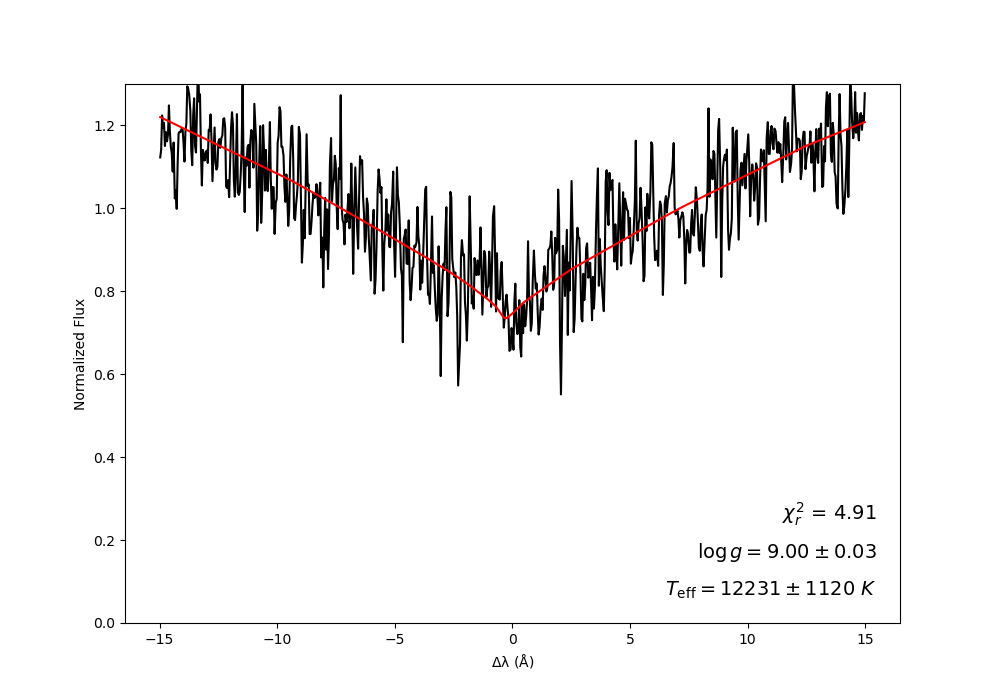 1.2
1.0
0.8
0.6
0.4
0.2
0.0
Normalized Flux
χ²ᵣ = 4.91
log g = 9.00 ± 0.03
T_eff = 12231 ± 1120 K
−15 −10 −5 0 5 10 15
Δλ (Å)